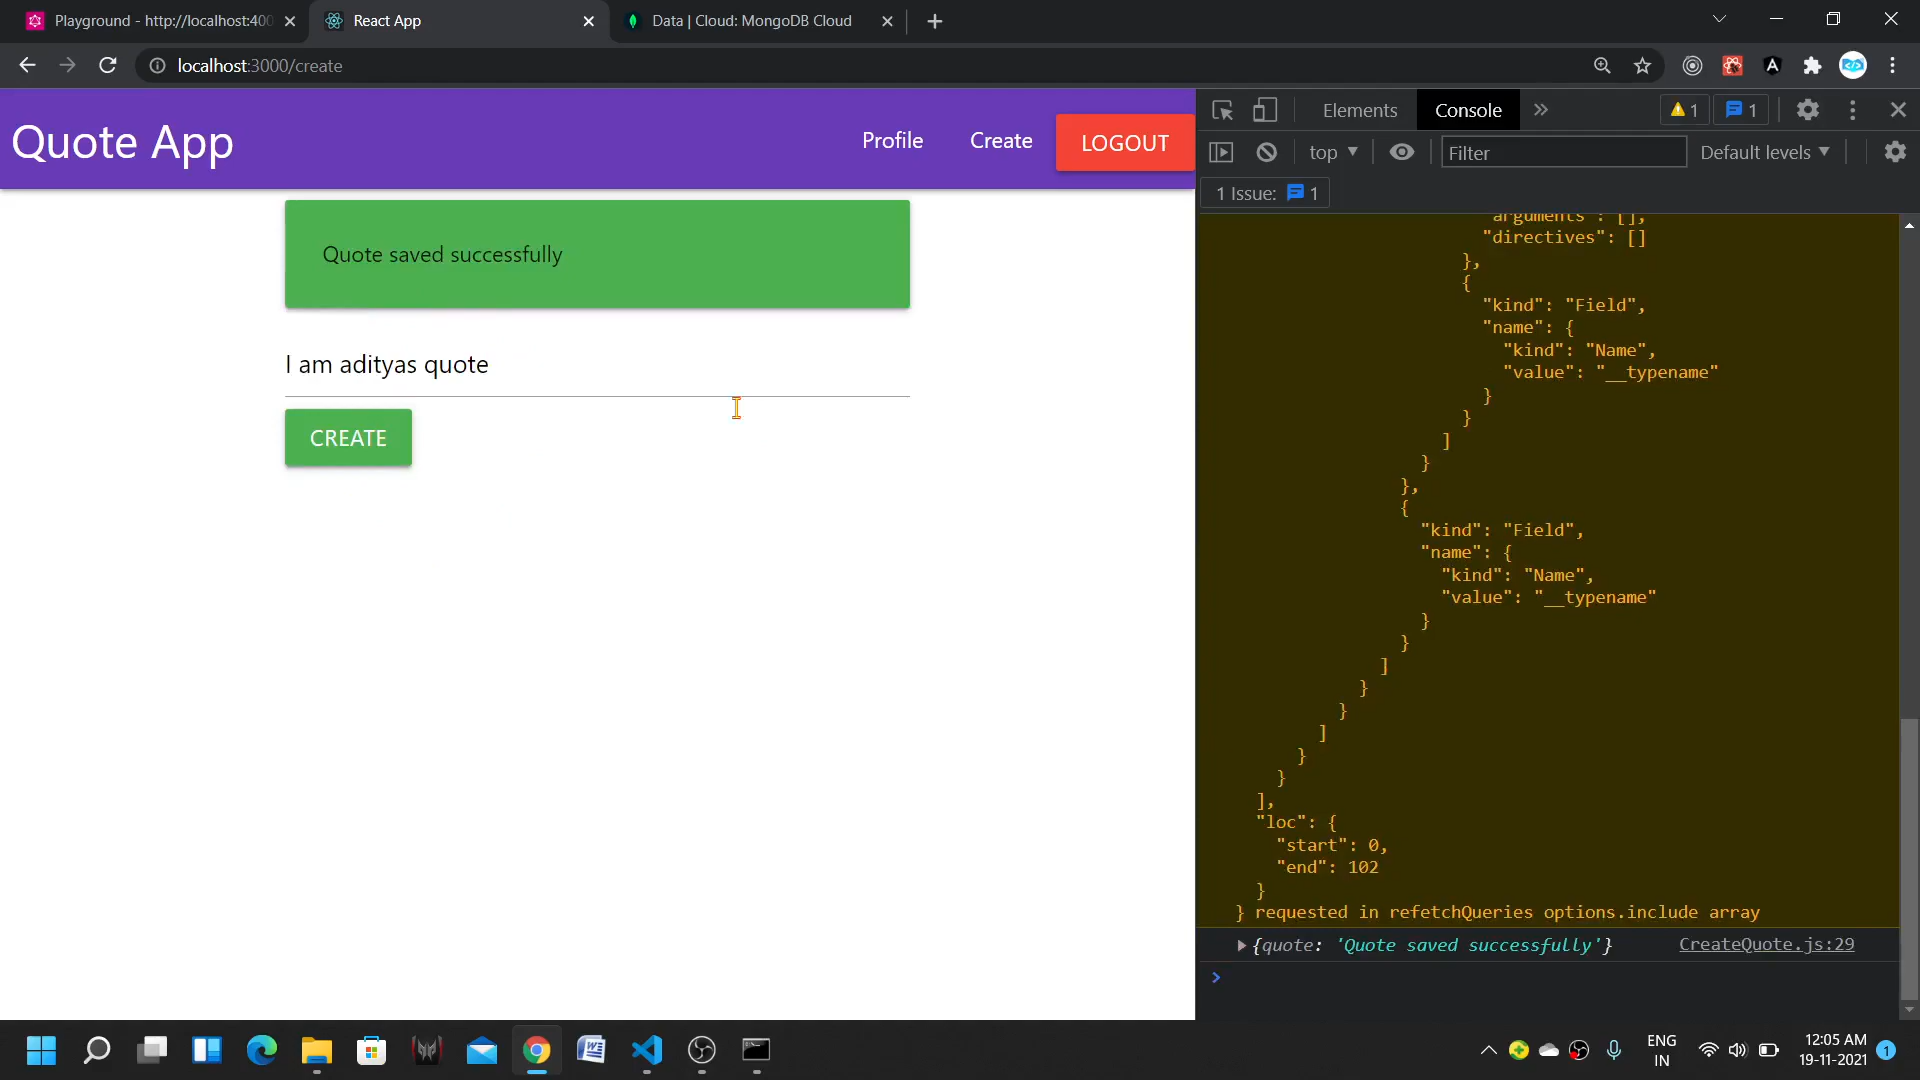 Playground - http://localhost:400
React App
Data | Cloud: MongoDB Cloud
localhost:3000/create
Quote App
Profile
Create
LOGOUT
Quote saved successfully
I am adityas quote
CREATE
Elements
Console
1
1
top
Filter
Default levels
1 Issue:
1
"arguments": [],
"directives": []
},
{
"kind": "Field",
"name": {
"kind": "Name",
"value": "__typename"
}
}
]
}
},
{
"kind": "Field",
"name": {
"kind": "Name",
"value": "__typename"
}
}
]
}
}
]
}
}
],
"loc": {
"start": 0,
"end": 102
}
} requested in refetchQueries options.include array
{quote: 'Quote saved successfully'}
CreateQuote.js:29
ENG
IN
12:05 AM
19-11-2021
1